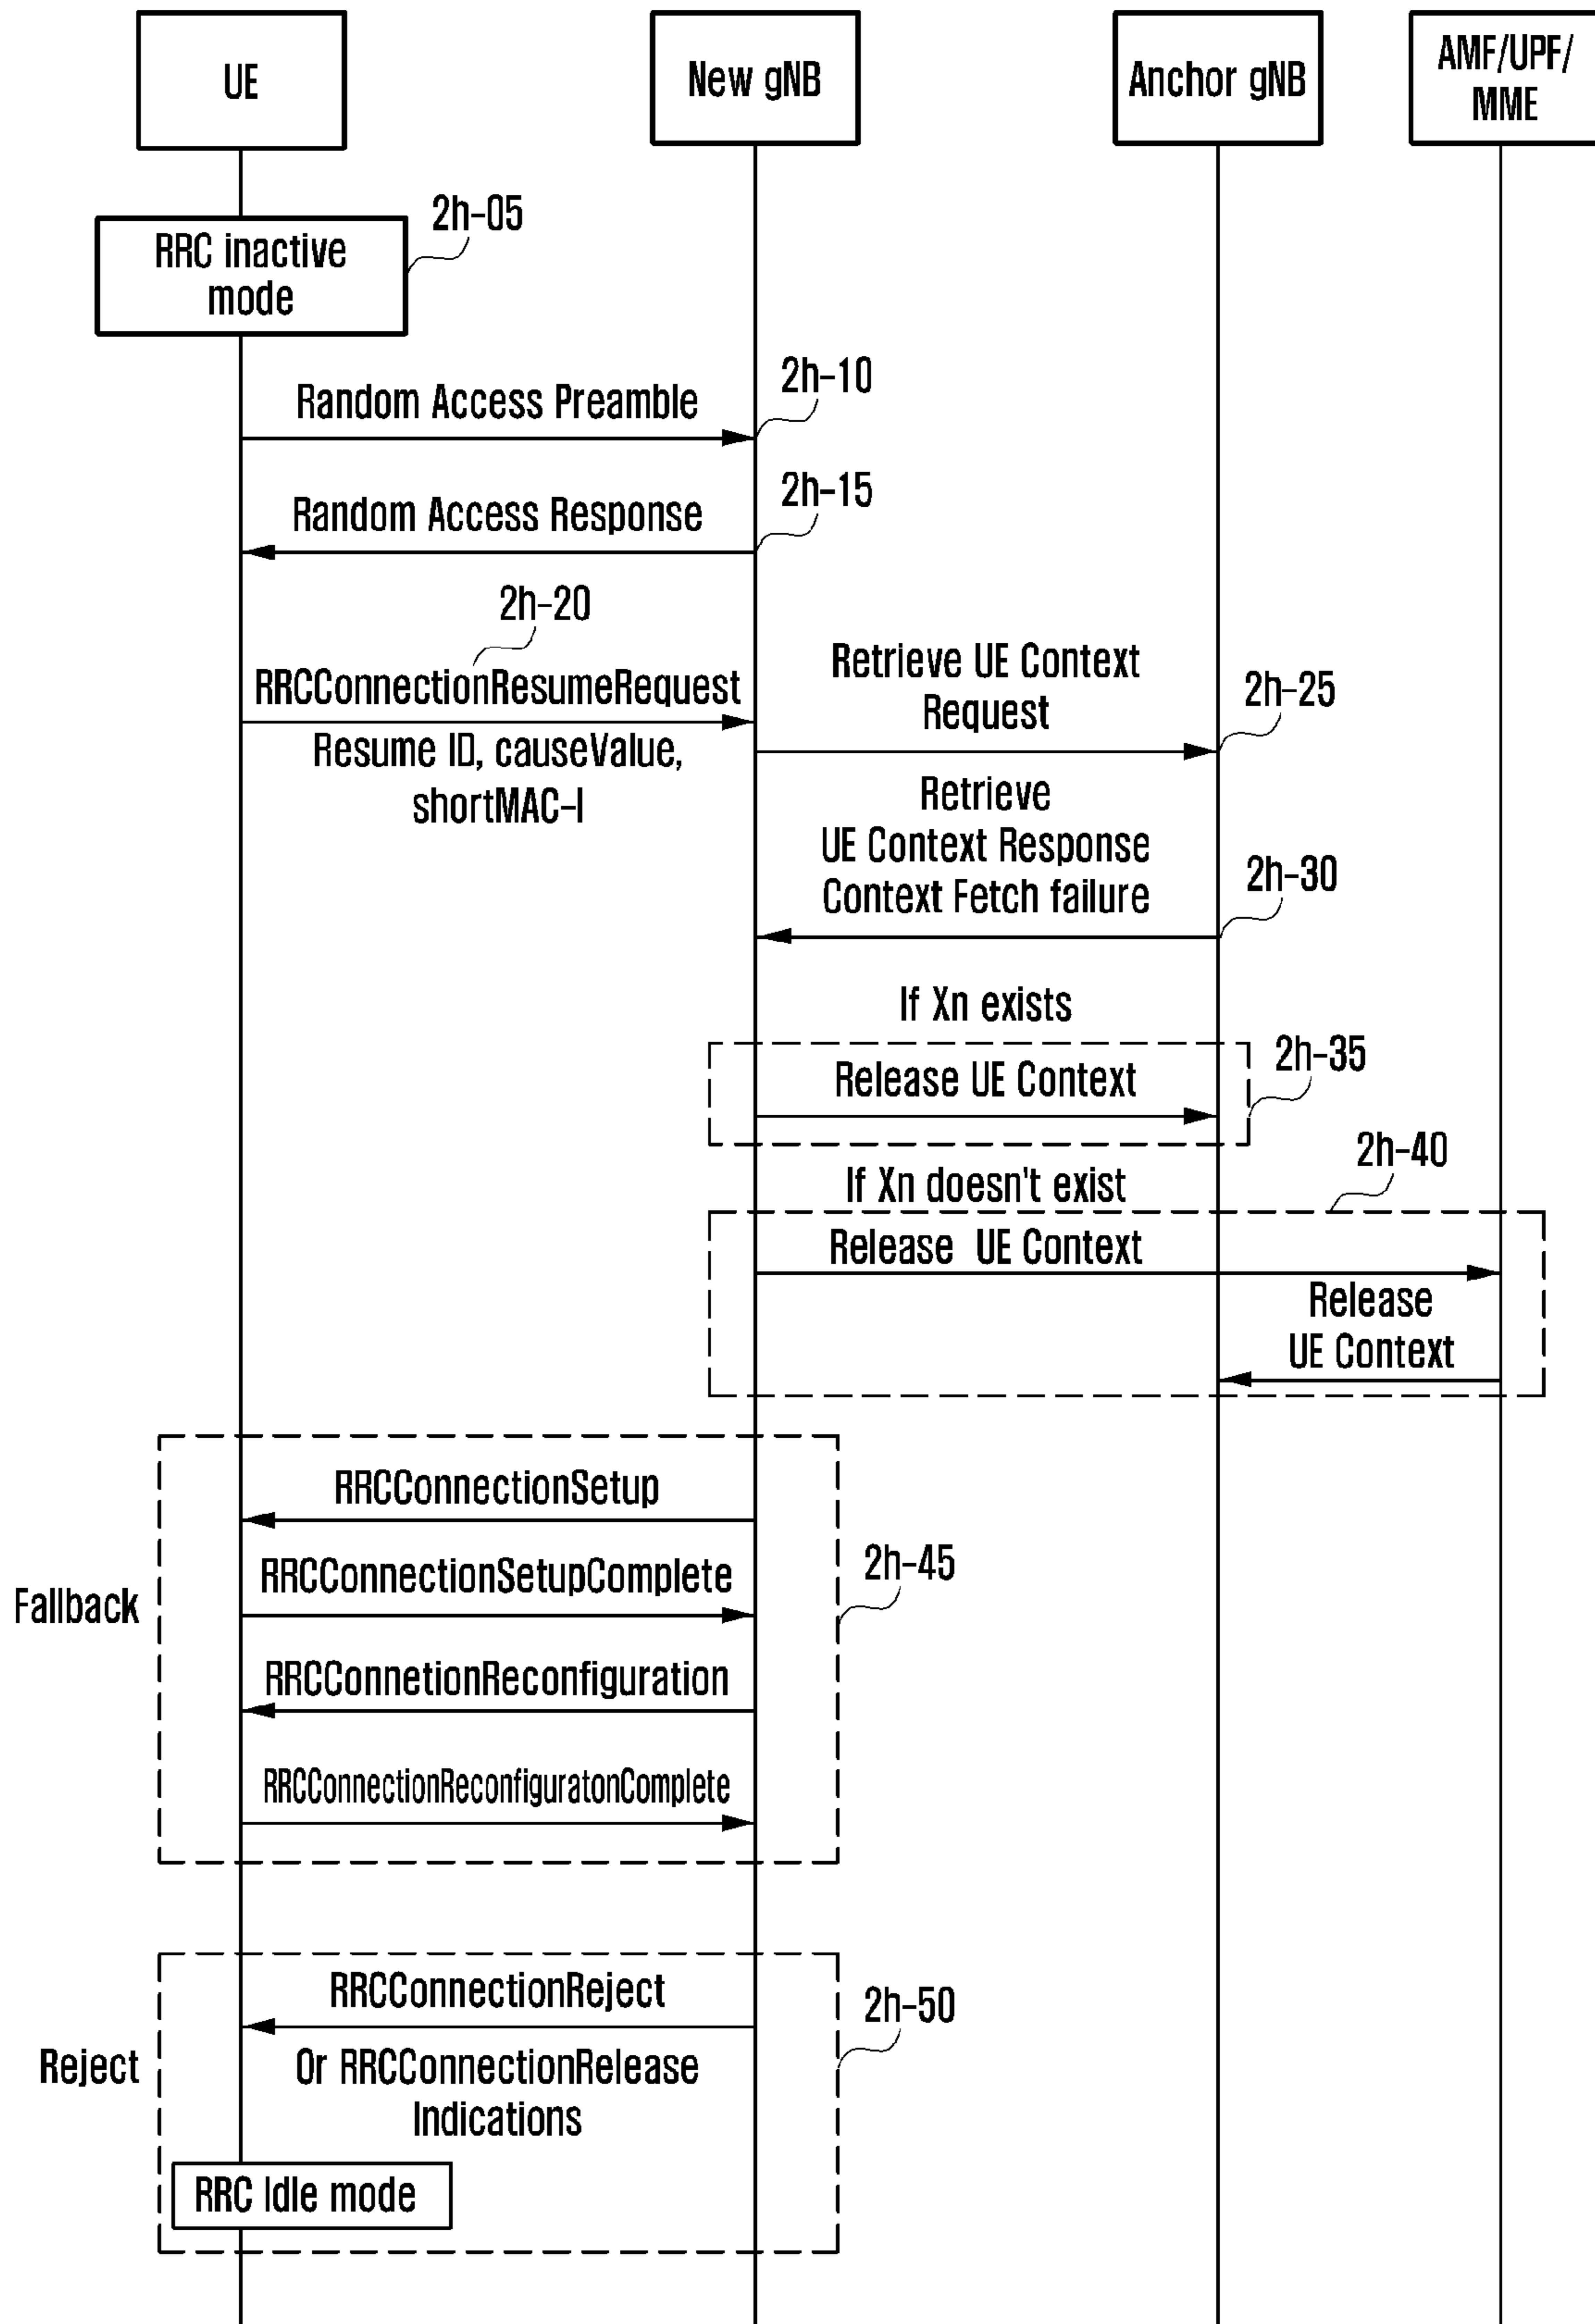 UE
New gNB
Anchor gNB
AMF/UPF/
MME
2h-05
RRC inactive
mode
2h-10
Random Access Preamble
2h-15
Random Access Response
2h-20
RRCConnectionResumeRequest
Resume ID, causeValue,
shortMAC-I
Retrieve UE Context
Request
2h-25
Retrieve
UE Context Response
Context Fetch failure
2h-30
If Xn exists
2h-35
Release UE Context
2h-40
If Xn doesn't exist
Release UE Context
Release
UE Context
RRCConnectionSetup
2h-45
RRCConnectionSetupComplete
Fallback
RRCConnetionReconfiguration
RRCConnectionReconfiguratonComplete
RRCConnectionReject
2h-50
Reject
Or RRCConnectionRelease
Indications
RRC Idle mode